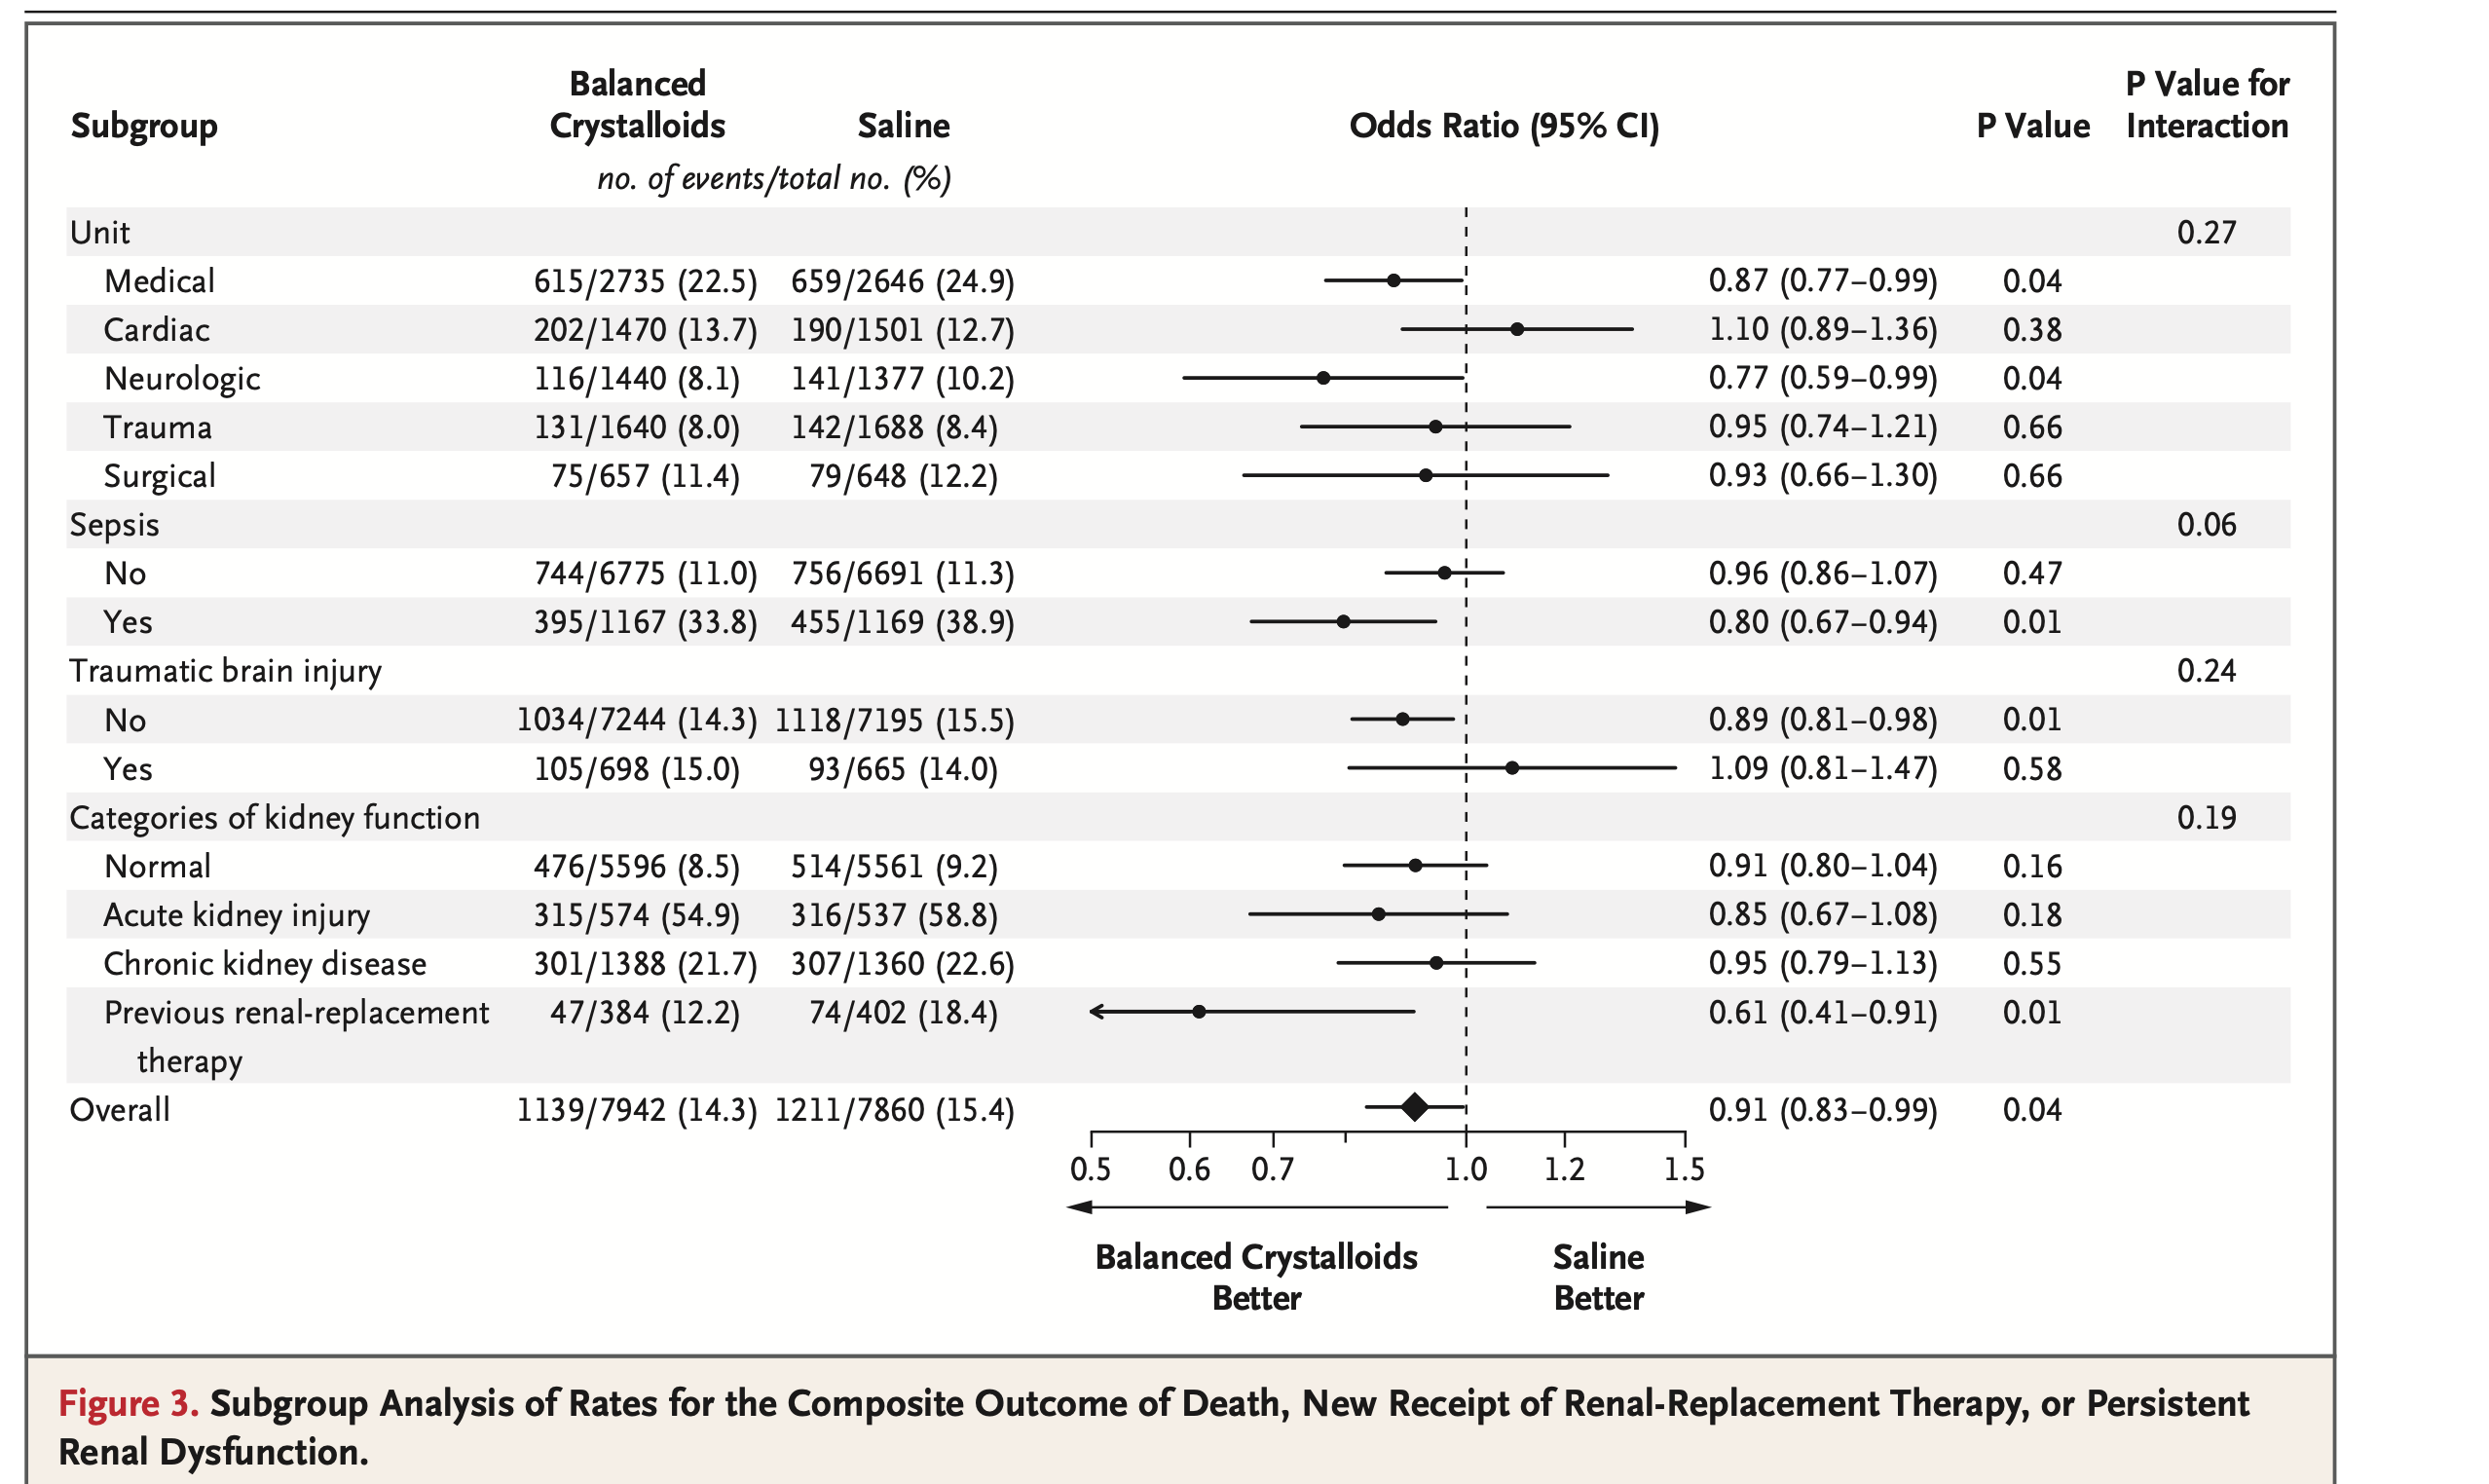 Balanced
Crystalloids
P Value for
Interaction
Subgroup Saline Odds Ratio (95% CI) P Value
no. of events/total no. (%)
Unit 0.27
Medical 615/2735 (22.5) 659/2646 (24.9) 0.87 (0.77–0.99) 0.04
Cardiac 202/1470 (13.7) 190/1501 (12.7) 1.10 (0.89–1.36) 0.38
Neurologic 116/1440 (8.1) 141/1377 (10.2) 0.77 (0.59–0.99) 0.04
Trauma 131/1640 (8.0) 142/1688 (8.4) 0.95 (0.74–1.21) 0.66
Surgical 75/657 (11.4) 79/648 (12.2) 0.93 (0.66–1.30) 0.66
Sepsis 0.06
No 744/6775 (11.0) 756/6691 (11.3) 0.96 (0.86–1.07) 0.47
Yes 395/1167 (33.8) 455/1169 (38.9) 0.80 (0.67–0.94) 0.01
Traumatic brain injury 0.24
No 1034/7244 (14.3) 1118/7195 (15.5) 0.89 (0.81–0.98) 0.01
Yes 105/698 (15.0) 93/665 (14.0) 1.09 (0.81–1.47) 0.58
Categories of kidney function 0.19
Normal 476/5596 (8.5) 514/5561 (9.2) 0.91 (0.80–1.04) 0.16
Acute kidney injury 315/574 (54.9) 316/537 (58.8) 0.85 (0.67–1.08) 0.18
Chronic kidney disease 301/1388 (21.7) 307/1360 (22.6) 0.95 (0.79–1.13) 0.55
Previous renal-replacement 47/384 (12.2) 74/402 (18.4) 0.61 (0.41–0.91) 0.01
therapy
Overall 1139/7942 (14.3) 1211/7860 (15.4) 0.91 (0.83–0.99) 0.04
0.5 0.6 0.7 1.0 1.2 1.5
Balanced Crystalloids Saline
Better Better
Figure 3. Subgroup Analysis of Rates for the Composite Outcome of Death, New Receipt of Renal-Replacement Therapy, or Persistent
Renal Dysfunction.